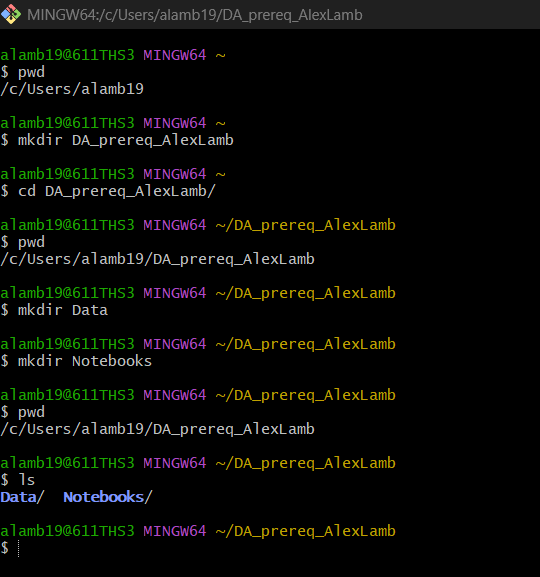 MINGW64:/c/Users/alamb19/DA_prereq_AlexLamb
alamb19@611THS3 MINGW64 ~
$ pwd
/c/Users/alamb19
alamb19@611THS3 MINGW64 ~
$ mkdir DA_prereq_AlexLamb
alamb19@611THS3 MINGW64 ~
$ cd DA_prereq_AlexLamb/
alamb19@611THS3 MINGW64 ~/DA_prereq_AlexLamb
$ pwd
/c/Users/alamb19/DA_prereq_AlexLamb
alamb19@611THS3 MINGW64 ~/DA_prereq_AlexLamb
$ mkdir Data
alamb19@611THS3 MINGW64 ~/DA_prereq_AlexLamb
$ mkdir Notebooks
alamb19@611THS3 MINGW64 ~/DA_prereq_AlexLamb
$ pwd
/c/Users/alamb19/DA_prereq_AlexLamb
alamb19@611THS3 MINGW64 ~/DA_prereq_AlexLamb
$ ls
Data/  Notebooks/
alamb19@611THS3 MINGW64 ~/DA_prereq_AlexLamb
$